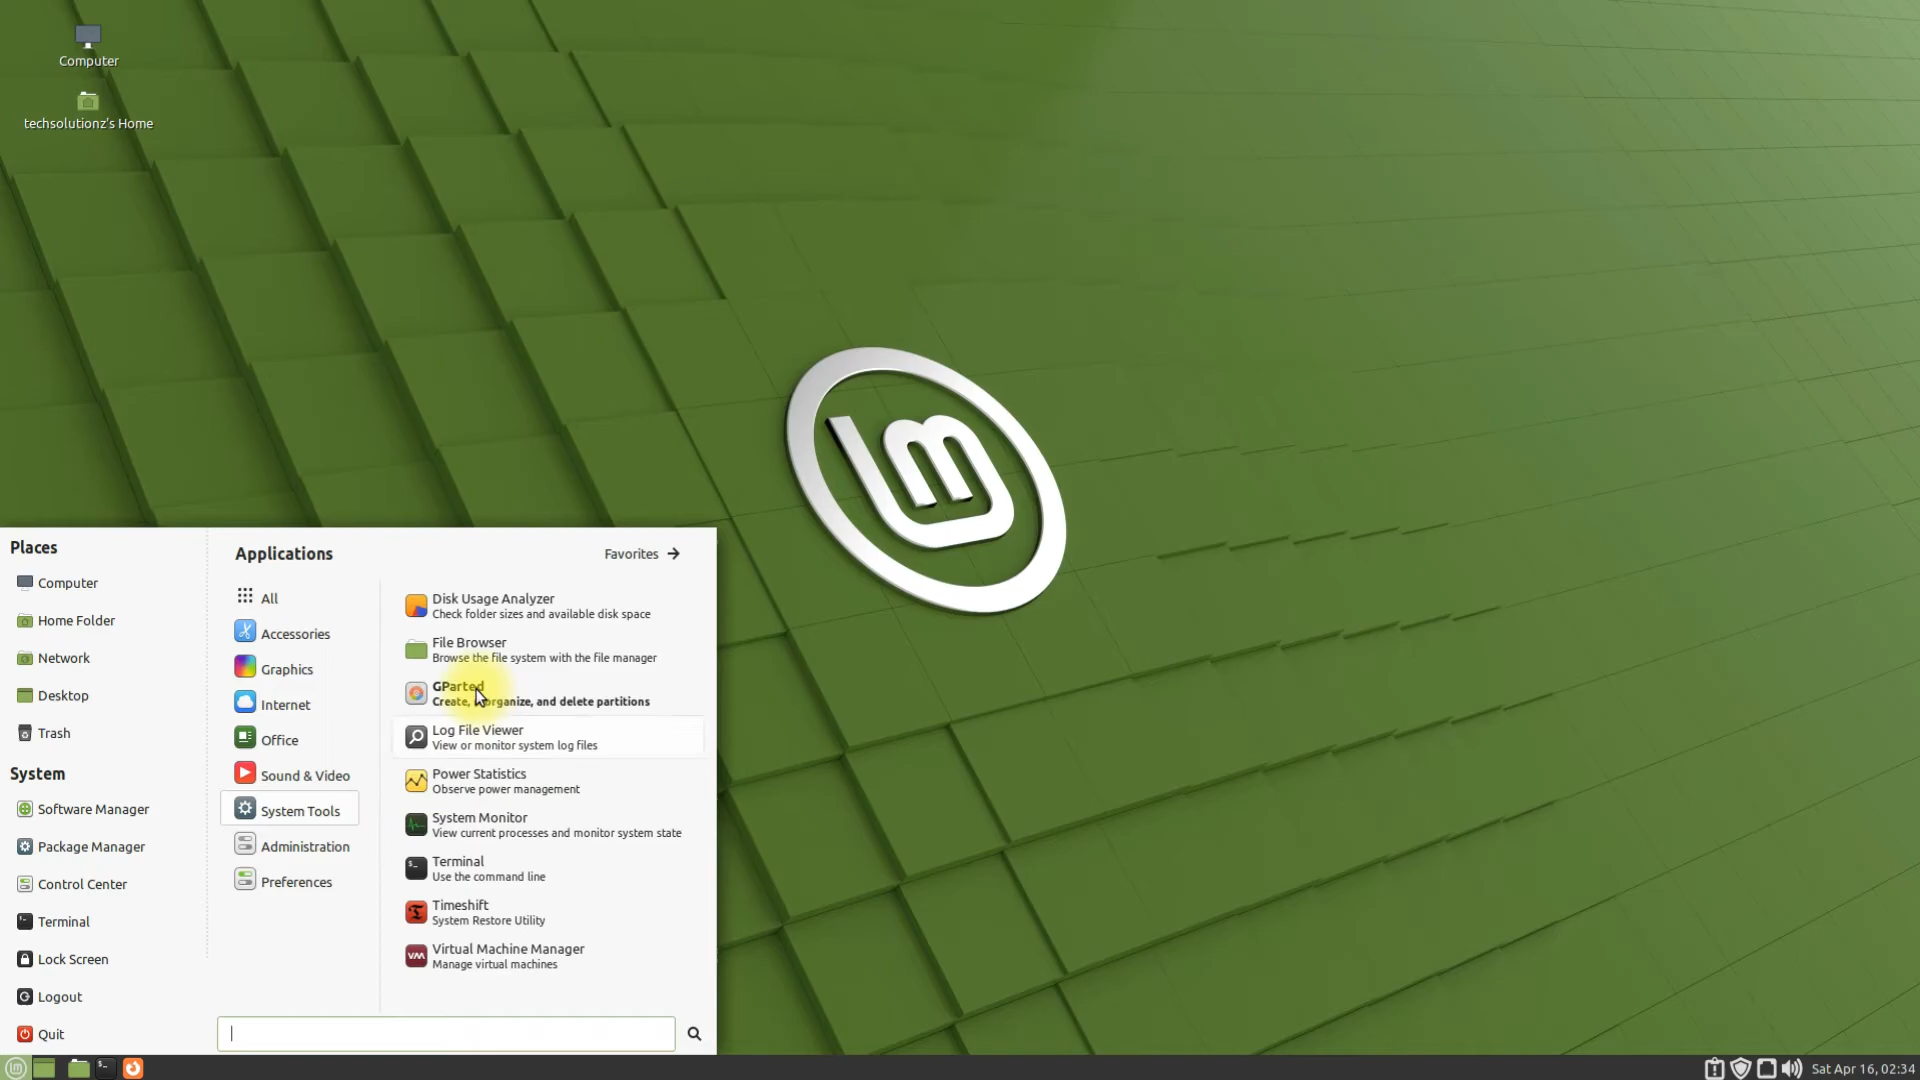 Computer
techsolutionz's Home
Places
Computer
Home Folder
Network
Desktop
Trash
System
Software Manager
Package Manager
Control Center
Terminal
Lock Screen
Logout
Quit
Applications
Favorites
All
Accessories
Graphics
Internet
Office
Sound & Video
System Tools
Administration
Preferences
Disk Usage Analyzer
Check folder sizes and available disk space
File Browser
Browse the file system with the file manager
GParted
Create, reorganize, and delete partitions
Log File Viewer
View or monitor system log files
Power Statistics
Observe power management
System Monitor
View current processes and monitor system state
Terminal
Use the command line
Timeshift
System Restore Utility
Virtual Machine Manager
Manage virtual machines
Sat Apr 16, 02:34